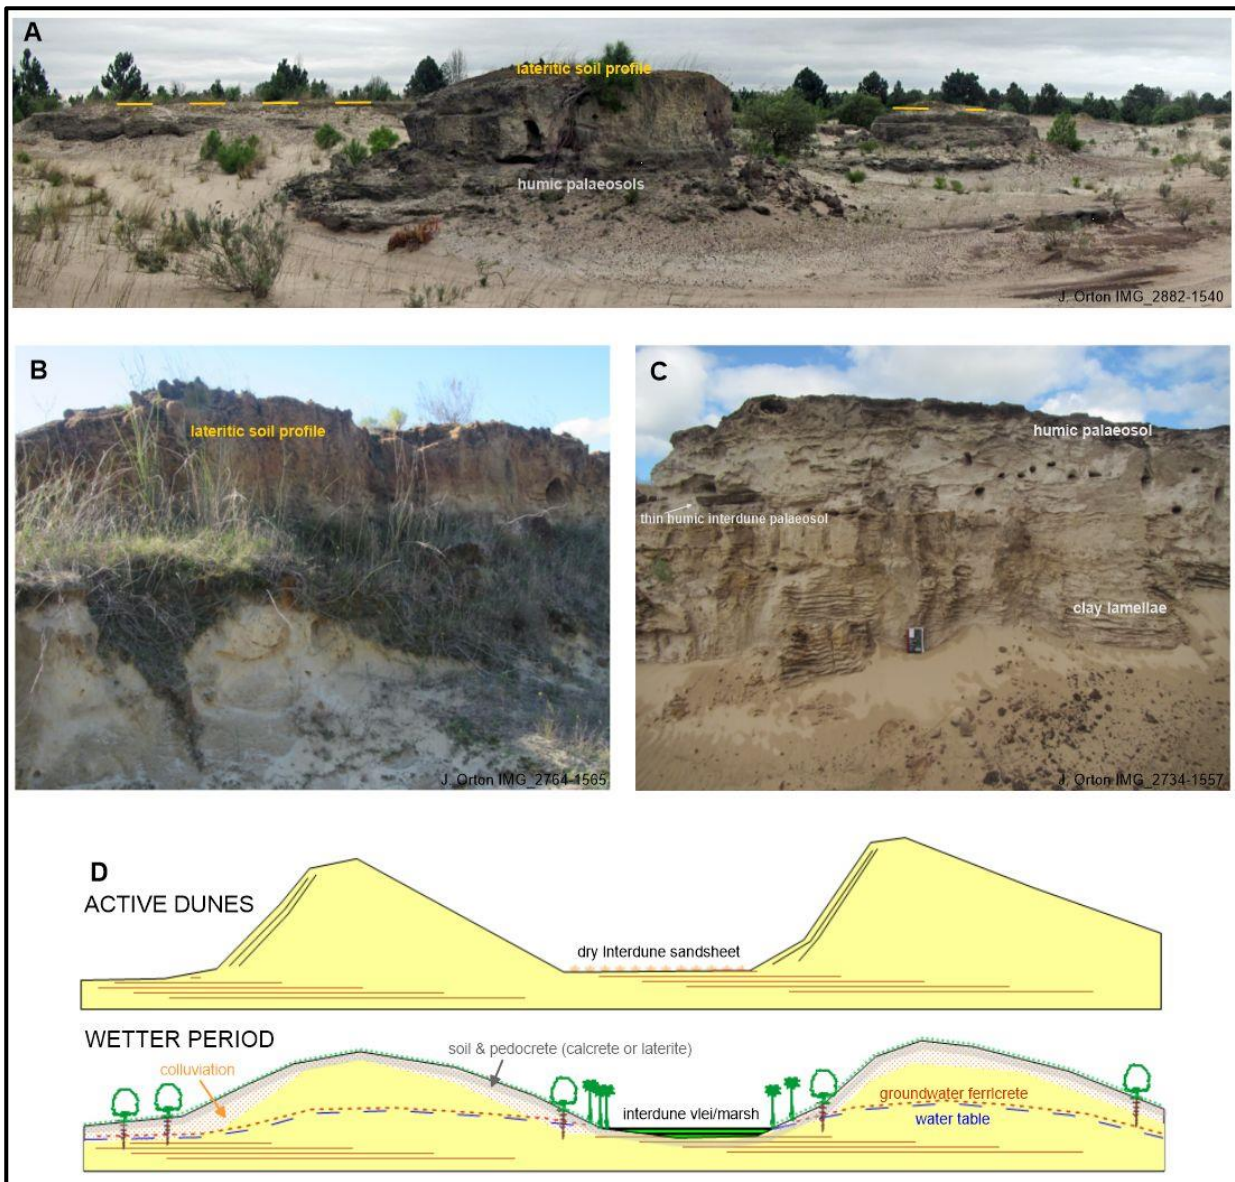 A
lateritic soil profile
humic palaeosols
J. Orton IMG_2882-1540
B
lateritic soil profile
J. Orton IMG_2764-1565
C
humic palaeosol
thin humic interdune palaeosol
clay lamellae
J. Orton IMG_2734-1557
D
ACTIVE DUNES
dry Interdune sandsheet
WETTER PERIOD
soil & pedocrete (calcrete or laterite)
colluviation
groundwater ferricrete
interdune vlei/marsh
water table